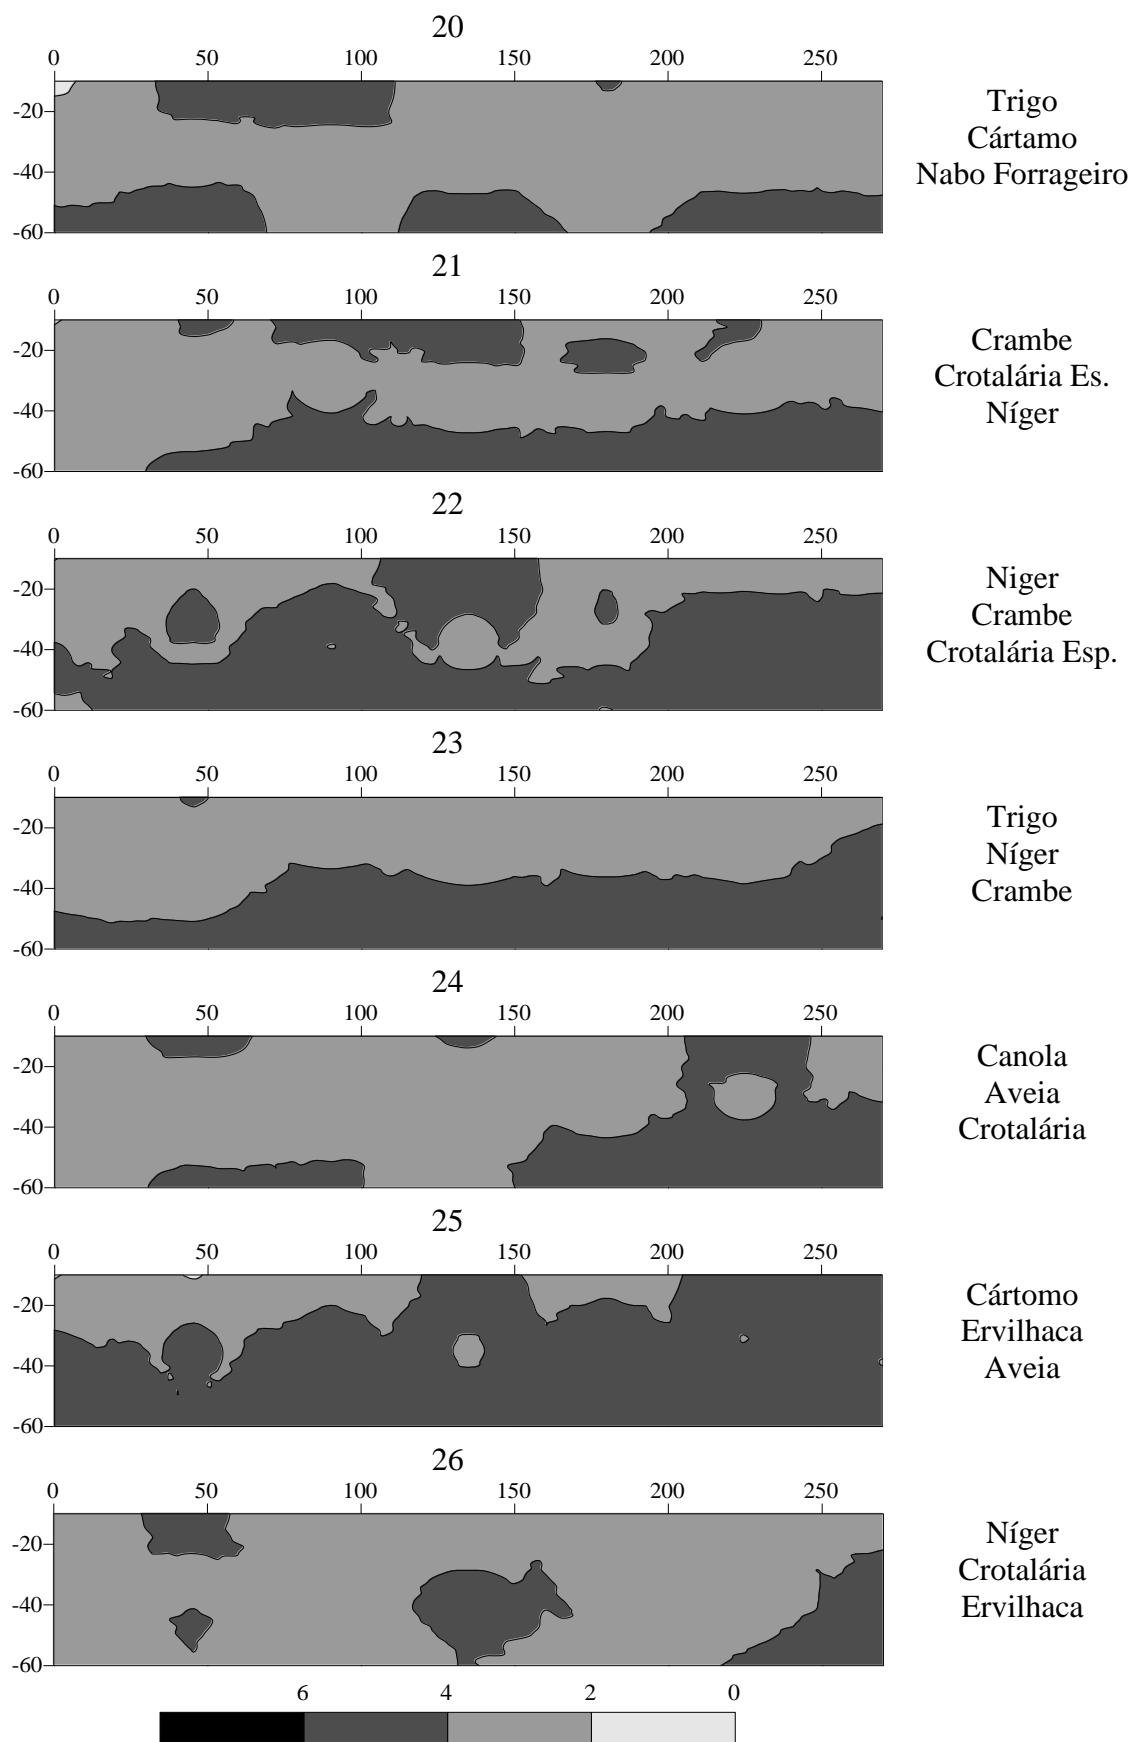 20
0 50 100 150 200 250
-20
-40
-60
Trigo
Cártamo
Nabo Forrageiro
21
0 50 100 150 200 250
-20
-40
-60
Crambe
Crotalária Es.
Níger
22
0 50 100 150 200 250
-20
-40
-60
Niger
Crambe
Crotalária Esp.
23
0 50 100 150 200 250
-20
-40
-60
Trigo
Níger
Crambe
24
0 50 100 150 200 250
-20
-40
-60
Canola
Aveia
Crotalária
25
0 50 100 150 200 250
-20
-40
-60
Cártomo
Ervilhaca
Aveia
26
0 50 100 150 200 250
-20
-40
-60
Níger
Crotalária
Ervilhaca
6 4 2 0